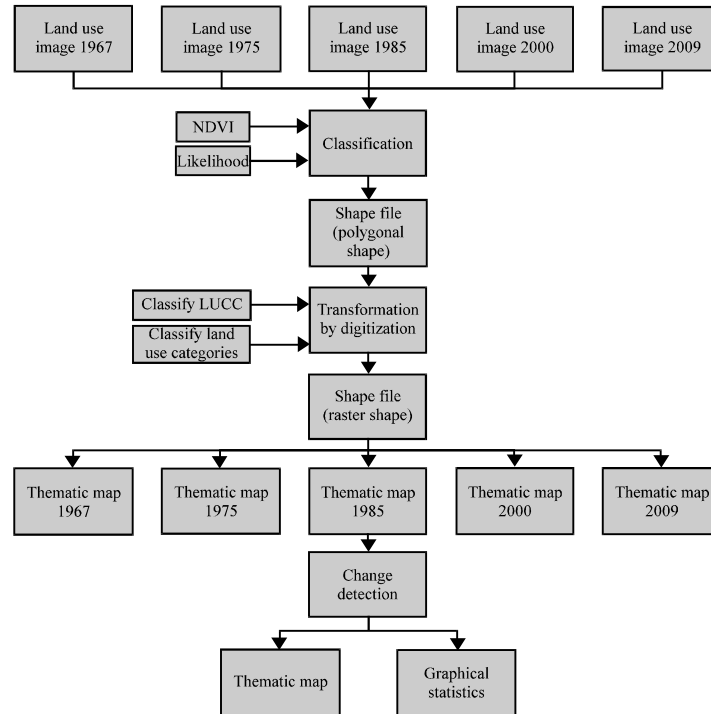 Land use
image 1967
Land use
image 1975
Land use
image 1985
Land use
image 2000
Land use
image 2009
NDVI
Likelihood
Classification
Shape file
(polygonal
shape)
Classify LUCC
Classify land
use categories
Transformation
by digitization
Shape file
(raster shape)
Thematic map
1967
Thematic map
1975
Thematic map
1985
Thematic map
2000
Thematic map
2009
Change
detection
Thematic map
Graphical
statistics